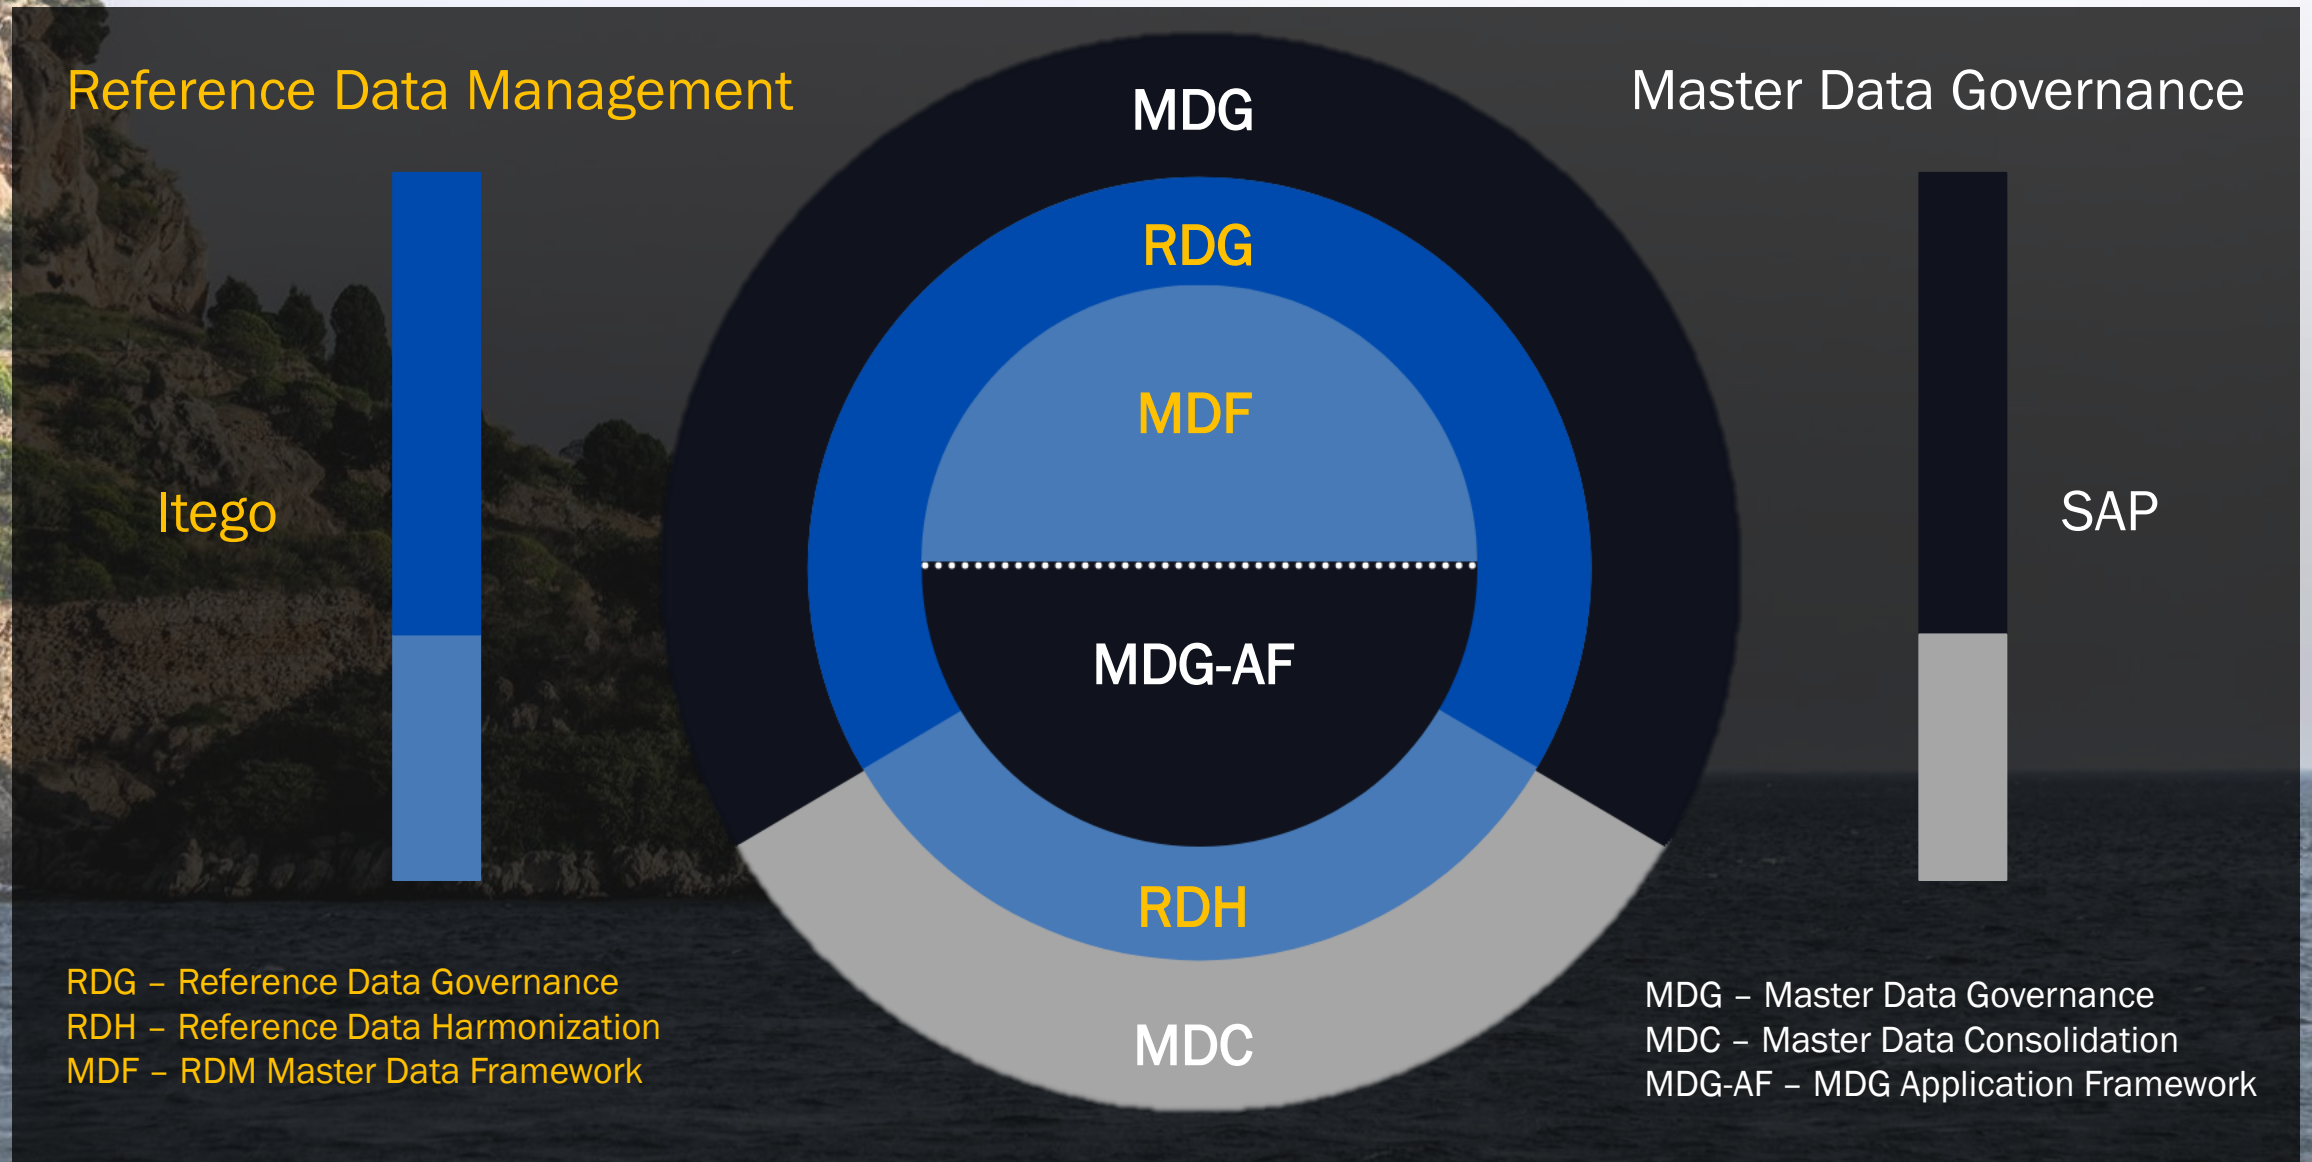 Reference Data Management
Master Data Governance
MDG
RDG
MDF
Itego
SAP
MDG-AF
RDH
MDC
RDG – Reference Data Governance
RDH – Reference Data Harmonization
MDF – RDM Master Data Framework
MDG – Master Data Governance
MDC – Master Data Consolidation
MDG-AF – MDG Application Framework